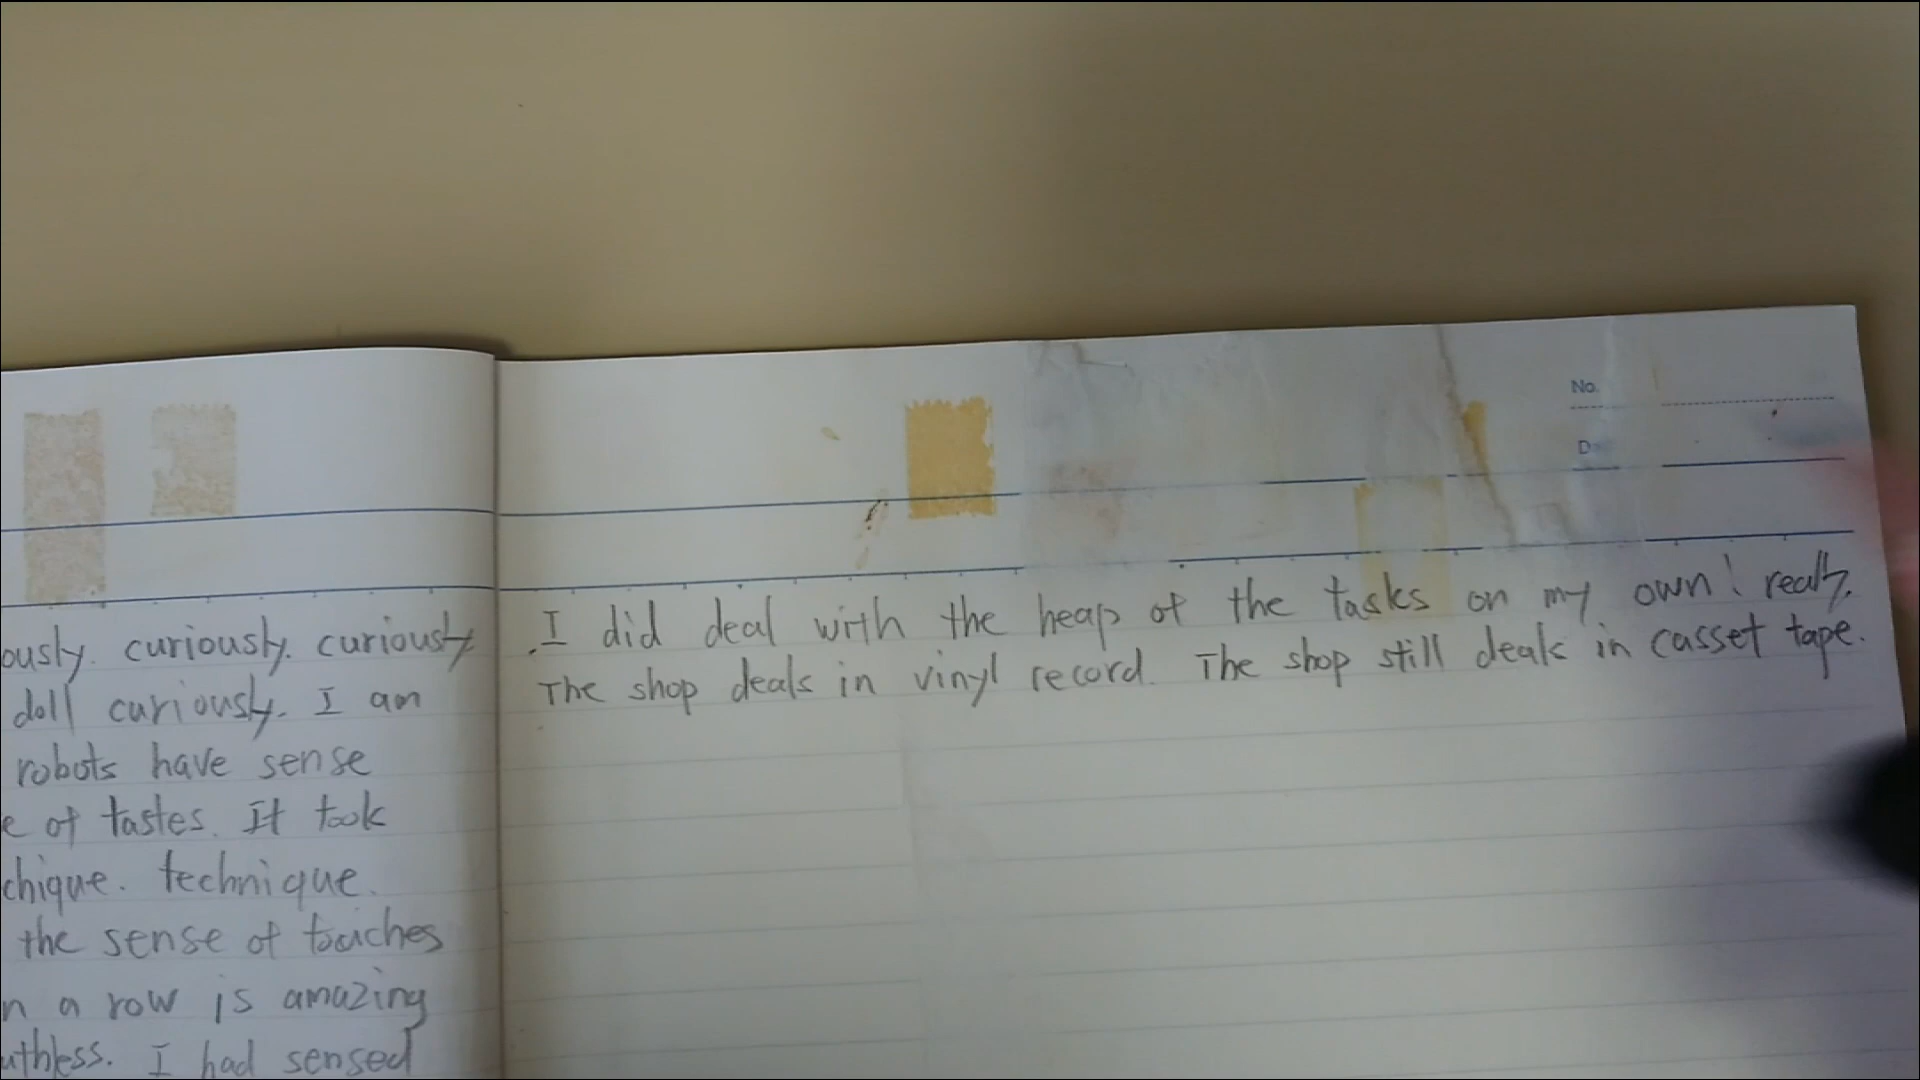 ously. curiously. curiously
doll curiously. I am
robots have sense
e of tastes. It took
chique. technique.
the sense of touches
n a row is amazing
uthless. I had sensed
No.
D
I did deal with the heap of the tasks on my own! really.
The shop deals in vinyl record. The shop still deals in casset tape.